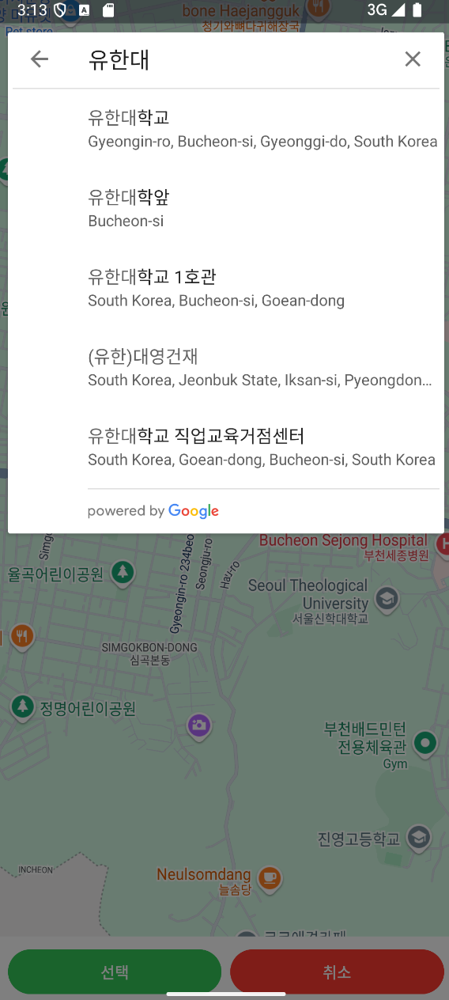 3:13
3G
bone Haejangguk
청기와뼈다귀해장국
Pet store
유한대
유한대학교
Gyeongin-ro, Bucheon-si, Gyeonggi-do, South Korea
유한대학앞
Bucheon-si
유한대학교 1호관
South Korea, Bucheon-si, Goean-dong
(유한)대영건재
South Korea, Jeonbuk State, Iksan-si, Pyeongdon...
유한대학교 직업교육거점센터
South Korea, Goean-dong, Bucheon-si, South Korea
powered by Google
Bucheon Sejong Hospital
부천세종병원
H
율곡어린이공원
Gyeongin-ro 234beo
Seongju-ro
Seoul Theological
University
서울신학대학교
SIMGOKBON-DONG
심곡본동
정명어린이공원
부천배드민턴
전용체육관
Gym
진영고등학교
INCHEON
Neulsomdang
늘솜당
선택
취소